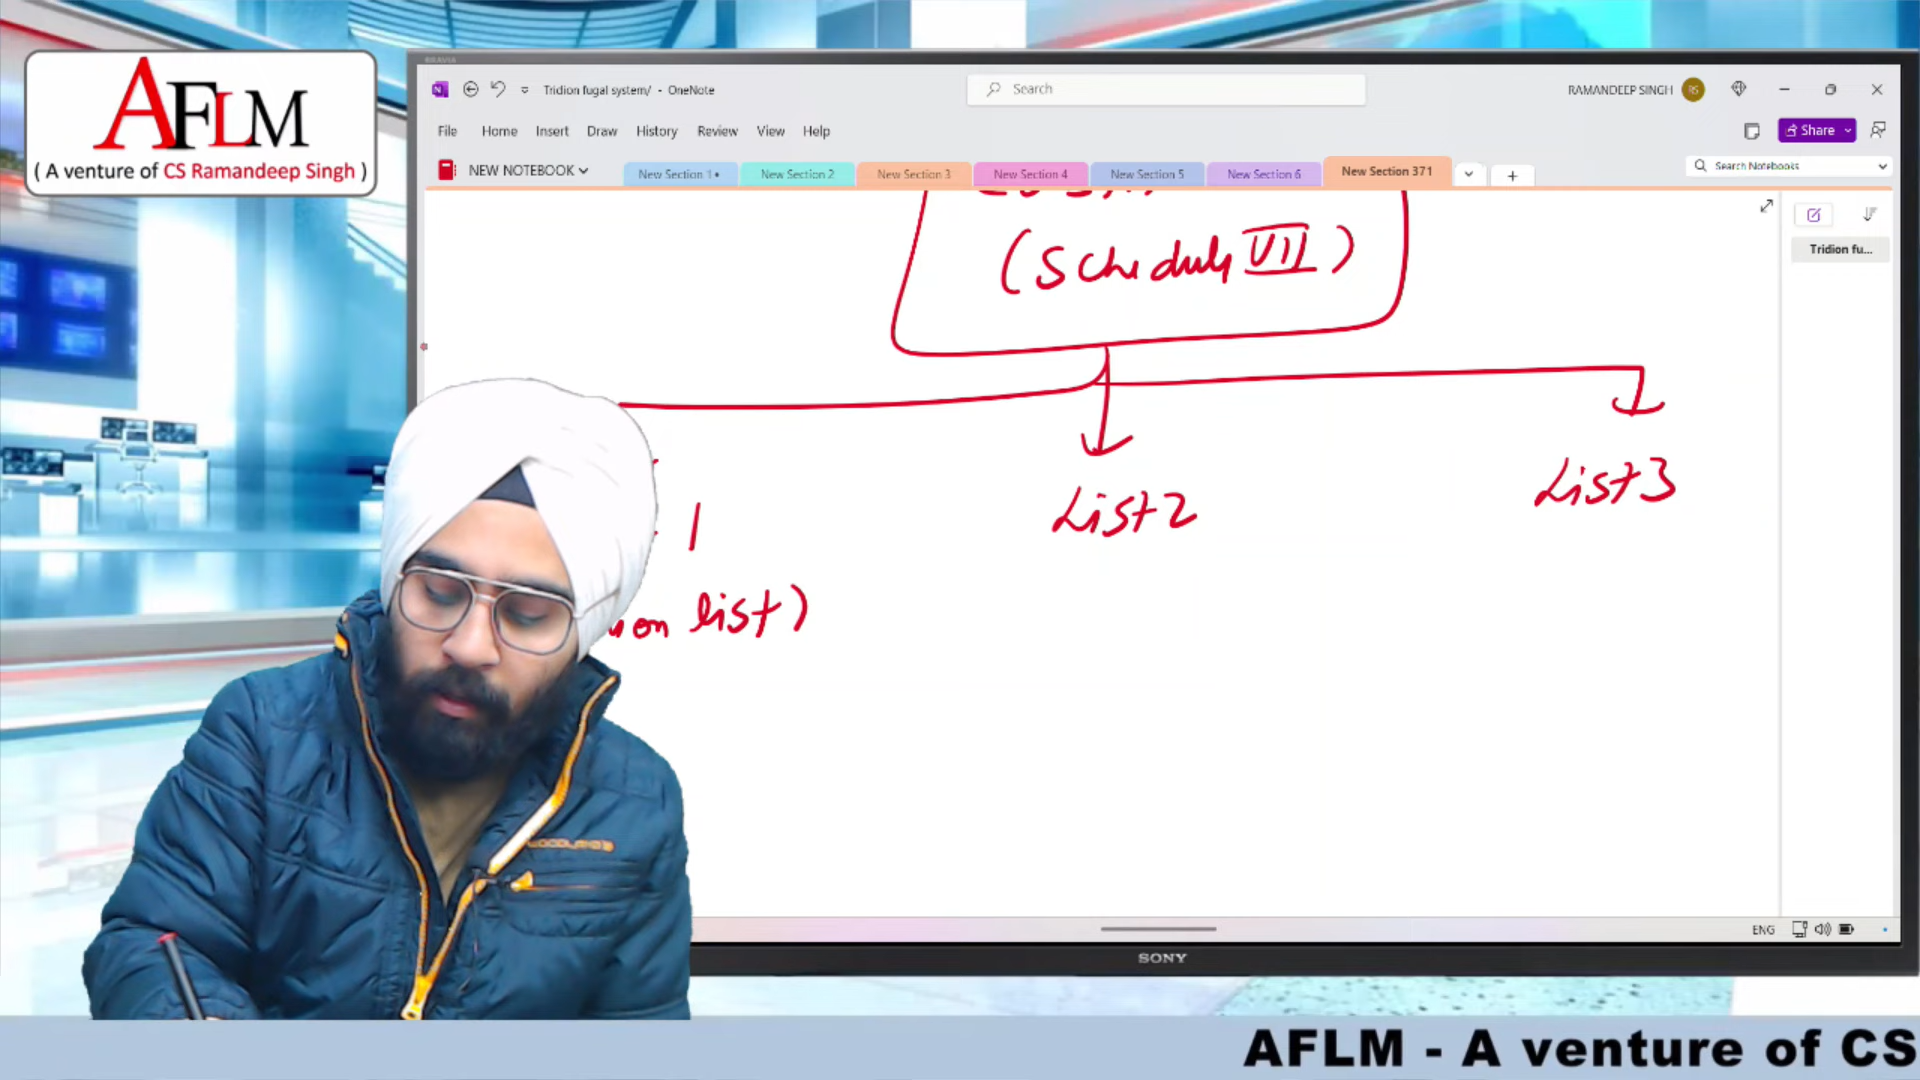 AFLM
( A venture of CS Ramandeep Singh )
BRAVIA
Tridion fugal system/ - OneNote
Search
RAMANDEEP SINGH
RS
File Home Insert Draw History Review View Help
Share
NEW NOTEBOOK
New Section 1
New Section 2
New Section 3
New Section 4
New Section 5
New Section 6
New Section 371
+
Search Notebooks
Tridion fu...
(Schedule VII)
1
List 2
List 3
list)
ENG
SONY
AFLM - A venture of CS